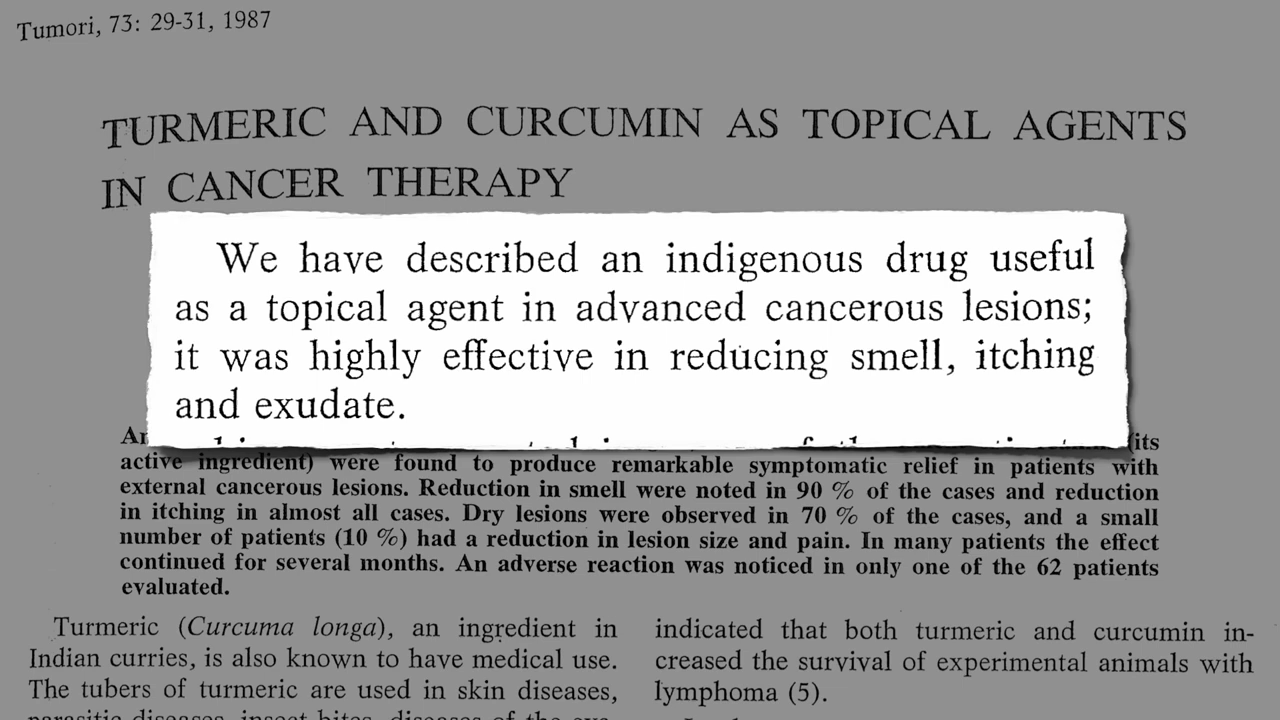 Tumori, 73: 29-31, 1987
TURMERIC AND CURCUMIN AS TOPICAL AGENTS
IN CANCER THERAPY
We have described an indigenous drug useful
as a topical agent in advanced cancerous lesions;
it was highly effective in reducing smell, itching
and exudate.
(its
active ingredient) were found to produce remarkable symptomatic relief in patients with
external cancerous lesions. Reduction in smell were noted in 90 % of the cases and reduction
in itching in almost all cases. Dry lesions were observed in 70 % of the cases, and a small
number of patients (10 %) had a reduction in lesion size and pain. In many patients the effect
continued for several months. An adverse reaction was noticed in only one of the 62 patients
evaluated.
Turmeric (Curcuma longa), an ingredient in
Indian curries, is also known to have medical use.
The tubers of turmeric are used in skin diseases,
indicated that both turmeric and curcumin in-
creased the survival of experimental animals with
lymphoma (5).